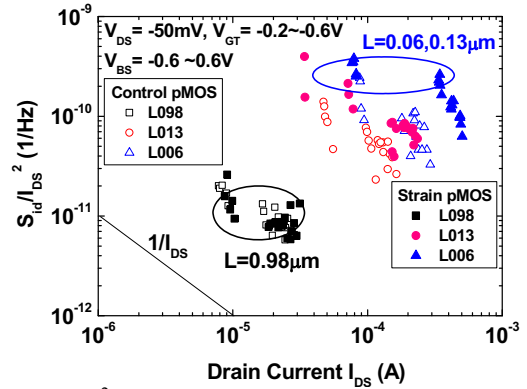 V_DS = -50mV, V_GT = -0.2~-0.6V
V_BS = -0.6 ~0.6V
L=0.06,0.13μm
Control pMOS
L098
L013
L006
Strain pMOS
L098
L013
L006
L=0.98μm
1/I_DS
S_id/I_DS^2 (1/Hz)
10^-9
10^-10
10^-11
10^-12
10^-6
10^-5
10^-4
10^-3
Drain Current I_DS (A)